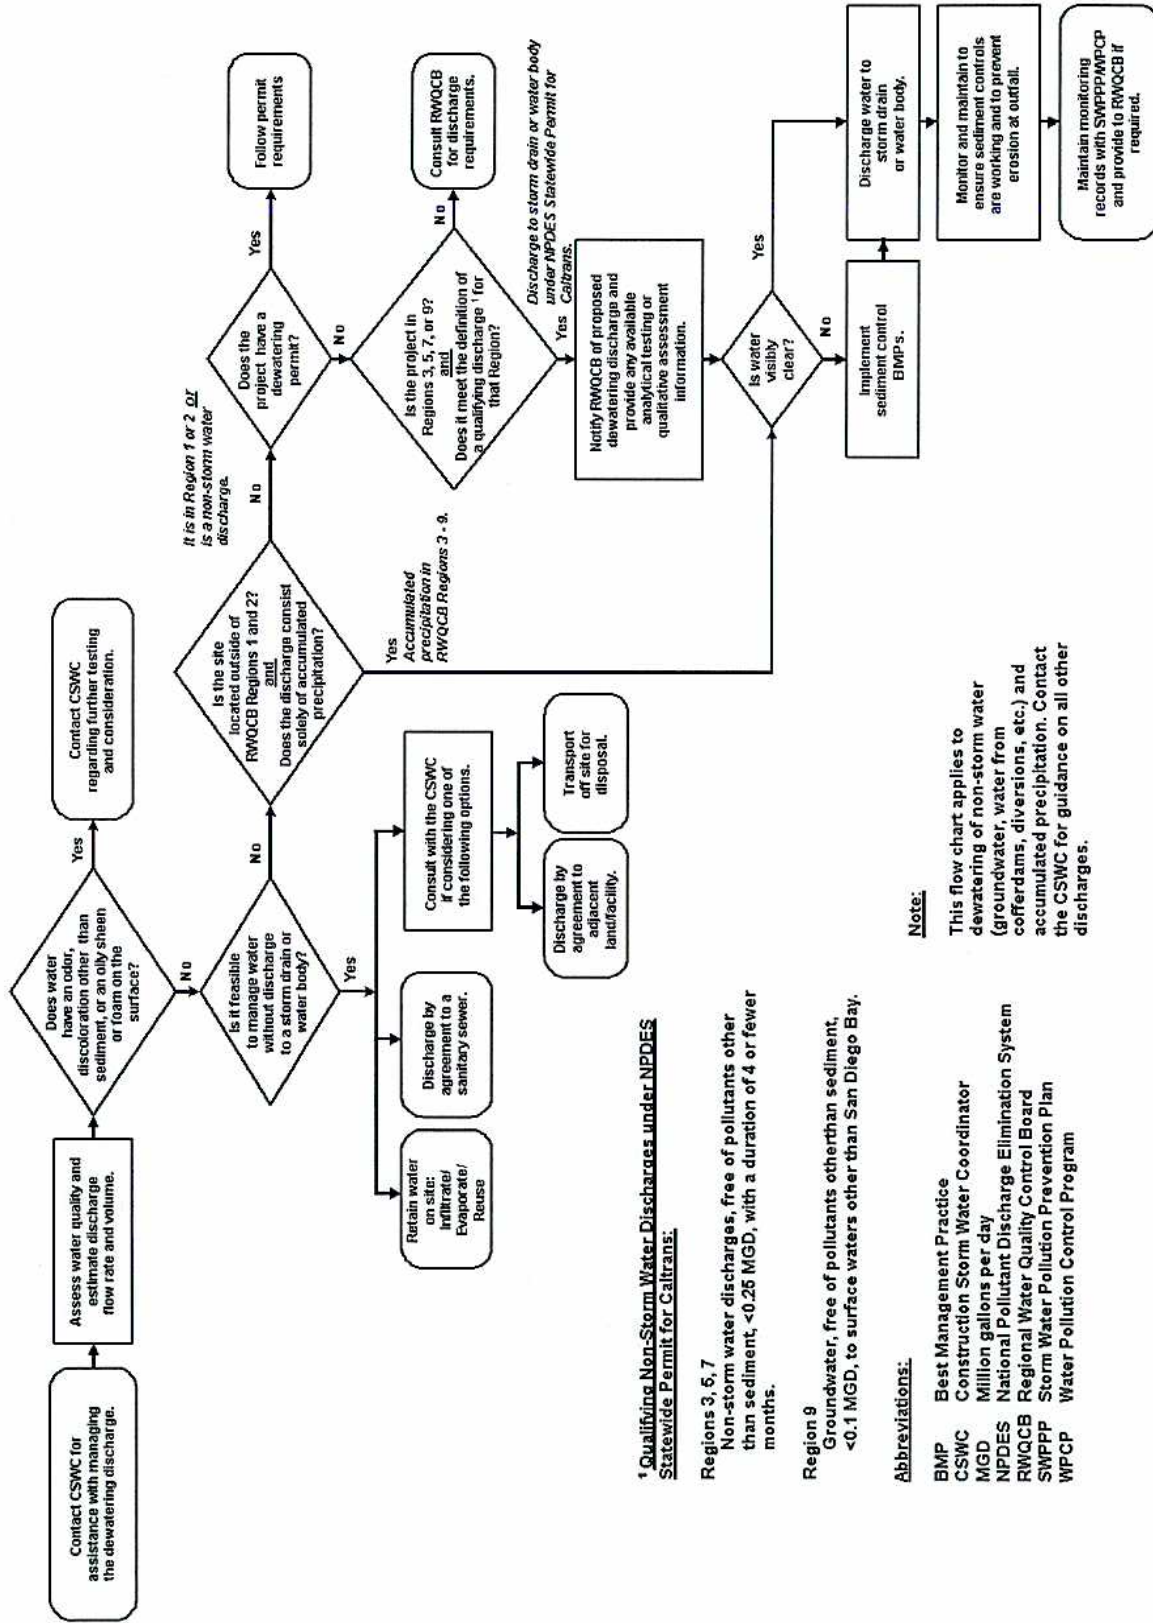 Contact CSWC for
assistance with managing
the dewatering discharge.
Assess water quality and
estimate discharge
flow rate and volume.
Does water
have an odor,
discoloration other than
sediment, or an oily sheen
or foam on the
surface?
Yes
Contact CSWC
regarding further testing
and consideration.
No
Is it feasible
to manage water
without discharge
to a storm drain or
water body?
Yes
Retain water
on site:
Infiltrate/
Evaporate/
Reuse
Discharge by
agreement to a
sanitary sewer.
Consult with the CSWC
if considering one of
the following options.
Discharge by
agreement to
adjacent
land/facility.
Transport
off site for
disposal.
No
Is the site
located outside of
RWQCB Regions 1 and 2?
and
Does the discharge consist
solely of accumulated
precipitation?
Yes
Accumulated
precipitation in
RWQCB Regions 3 - 9.
No
It is in Region 1 or 2 or
is a non-storm water
discharge.
Does the
project have a
dewatering
permit?
Yes
Follow permit
requirements
No
Is the project in
Regions 3, 5, 7, or 9?
and
Does it meet the definition of
a qualifying discharge ¹ for
that Region?
No
Consult RWQCB
for discharge
requirements.
Yes
Discharge to storm drain or water body
under NPDES Statewide Permit for
Caltrans.
Notify RWQCB of proposed
dewatering discharge and
provide any available
analytical testing or
qualitative assessment
information.
Is water
visibly
clear?
Yes
No
Implement
sediment control
BMPs.
Discharge water to
storm drain
or water body.
Monitor and maintain to
ensure sediment controls
are working and to prevent
erosion at outfall.
Maintain monitoring
records with SWPPP/WPCP
and provide to RWQCB if
required.
¹ Qualifying Non-Storm Water Discharges under NPDES
Statewide Permit for Caltrans:
Regions 3, 5, 7
Non-storm water discharges, free of pollutants other
than sediment, <0.25 MGD, with a duration of 4 or fewer
months.
Region 9
Groundwater, free of pollutants otherthan sediment,
<0.1 MGD, to surface waters other than San Diego Bay.
Abbreviations:
BMP Best Management Practice
CSWC Construction Storm Water Coordinator
MGD Million gallons per day
NPDES National Pollutant Discharge Elimination System
RWQCB Regional Water Quality Control Board
SWPPP Storm Water Pollution Prevention Plan
WPCP Water Pollution Control Program
Note:
This flow chart applies to
dewatering of non-storm water
(groundwater, water from
cofferdams, diversions, etc.) and
accumulated precipitation. Contact
the CSWC for guidance on all other
discharges.